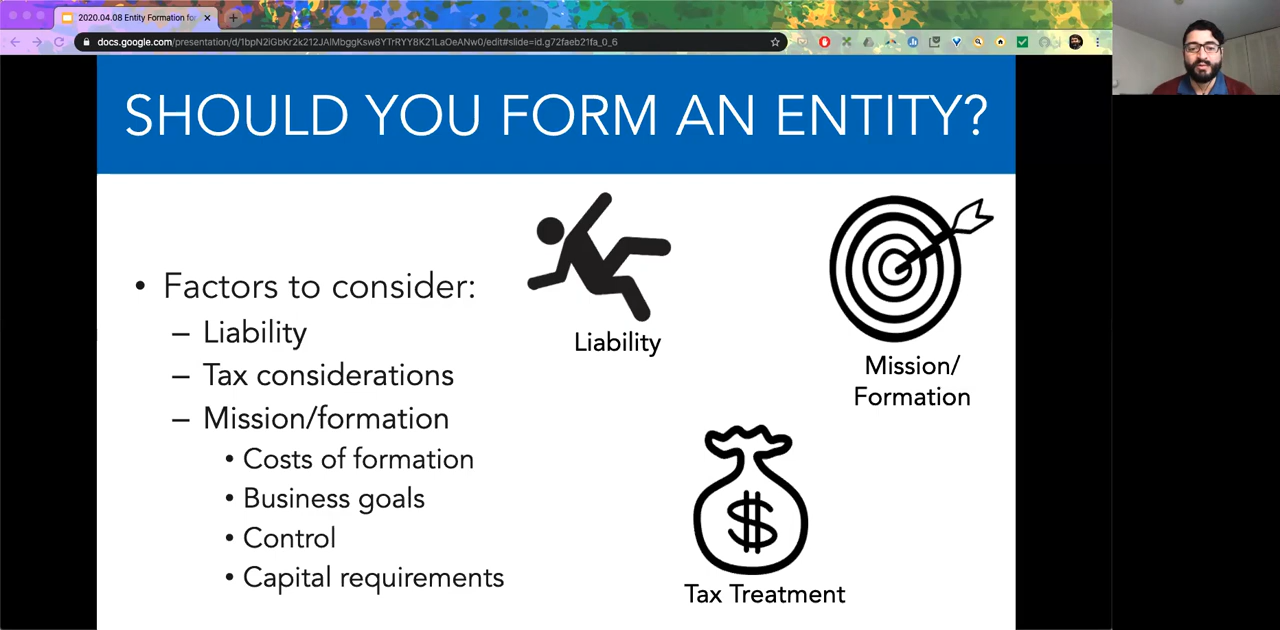 2020.04.08 Entity Formation for
docs.google.com/presentation/d/1bpN2iGbKr2k212JAIMbggKsw8YTrRYY8K21LaOeANw0/edit#slide=id.g72faeb21fa_0_6
SHOULD YOU FORM AN ENTITY?
• Factors to consider:
– Liability
– Tax considerations
– Mission/formation
• Costs of formation
• Business goals
• Control
• Capital requirements
Liability
Mission/
Formation
$
Tax Treatment